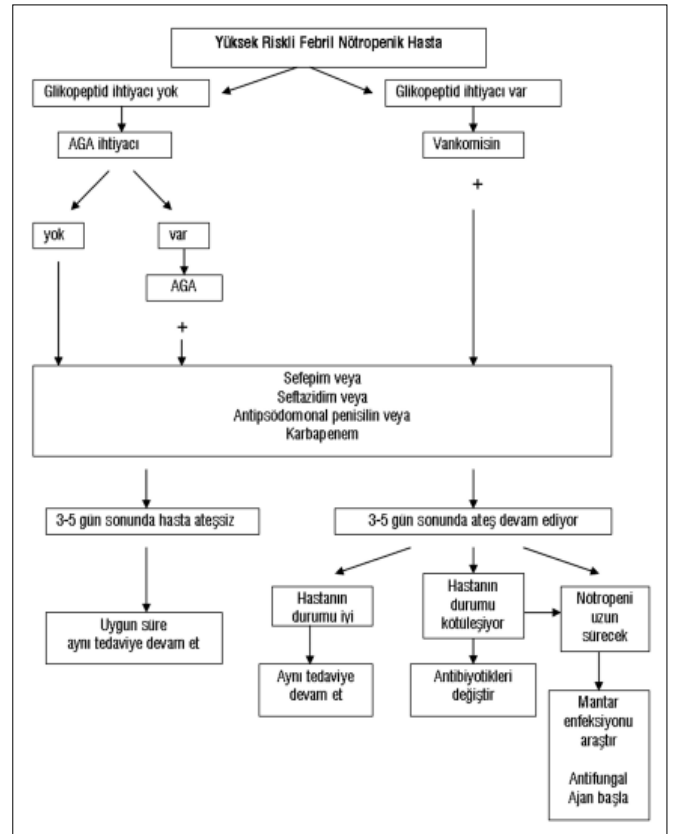 Yüksek Riskli Febril Nötropenik Hasta
Glikopeptid ihtiyacı yok
Glikopeptid ihtiyacı var
AGA ihtiyacı
Vankomisin
+
yok
var
AGA
+
Sefepim veya
Seftazidim veya
Antipsödomonal penisilin veya
Karbapenem
3-5 gün sonunda hasta ateşsiz
3-5 gün sonunda ateş devam ediyor
Uygun süre
aynı tedaviye devam et
Hastanın
durumu iyi
Hastanın
durumu
kötüleşiyor
Nötropeni
uzun
sürecek
Aynı tedaviye
devam et
Antibiyotikleri
değiştir
Mantar
enfeksiyonu
araştır
Antifungal
Ajan başla